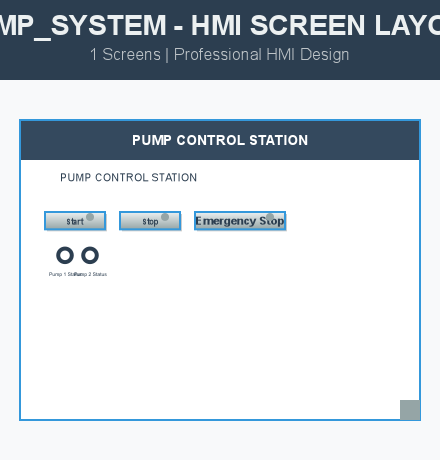 MP_SYSTEM - HMI SCREEN LAYO
1 Screens | Professional HMI Design
PUMP CONTROL STATION
PUMP CONTROL STATION
Start Stop Emergency Stop
Pump 1 Status Pump 2 Status